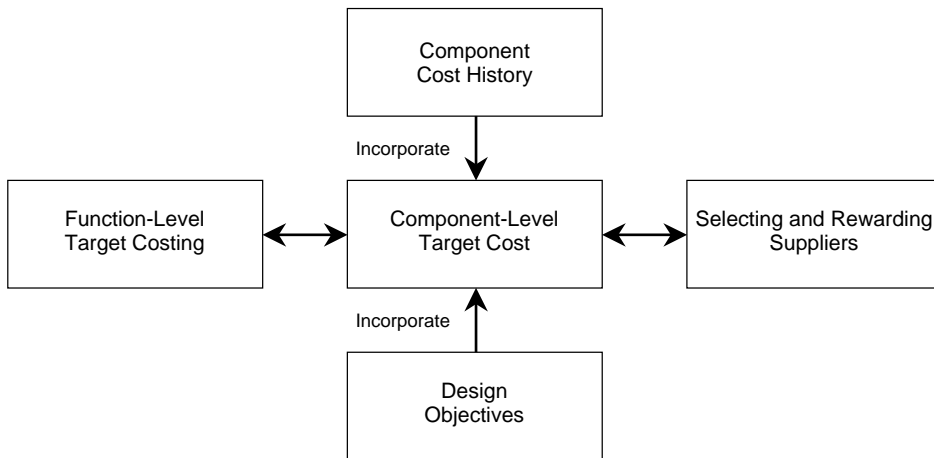 Component
Cost History
Incorporate
Function-Level
Target Costing
Component-Level
Target Cost
Selecting and Rewarding
Suppliers
Incorporate
Design
Objectives